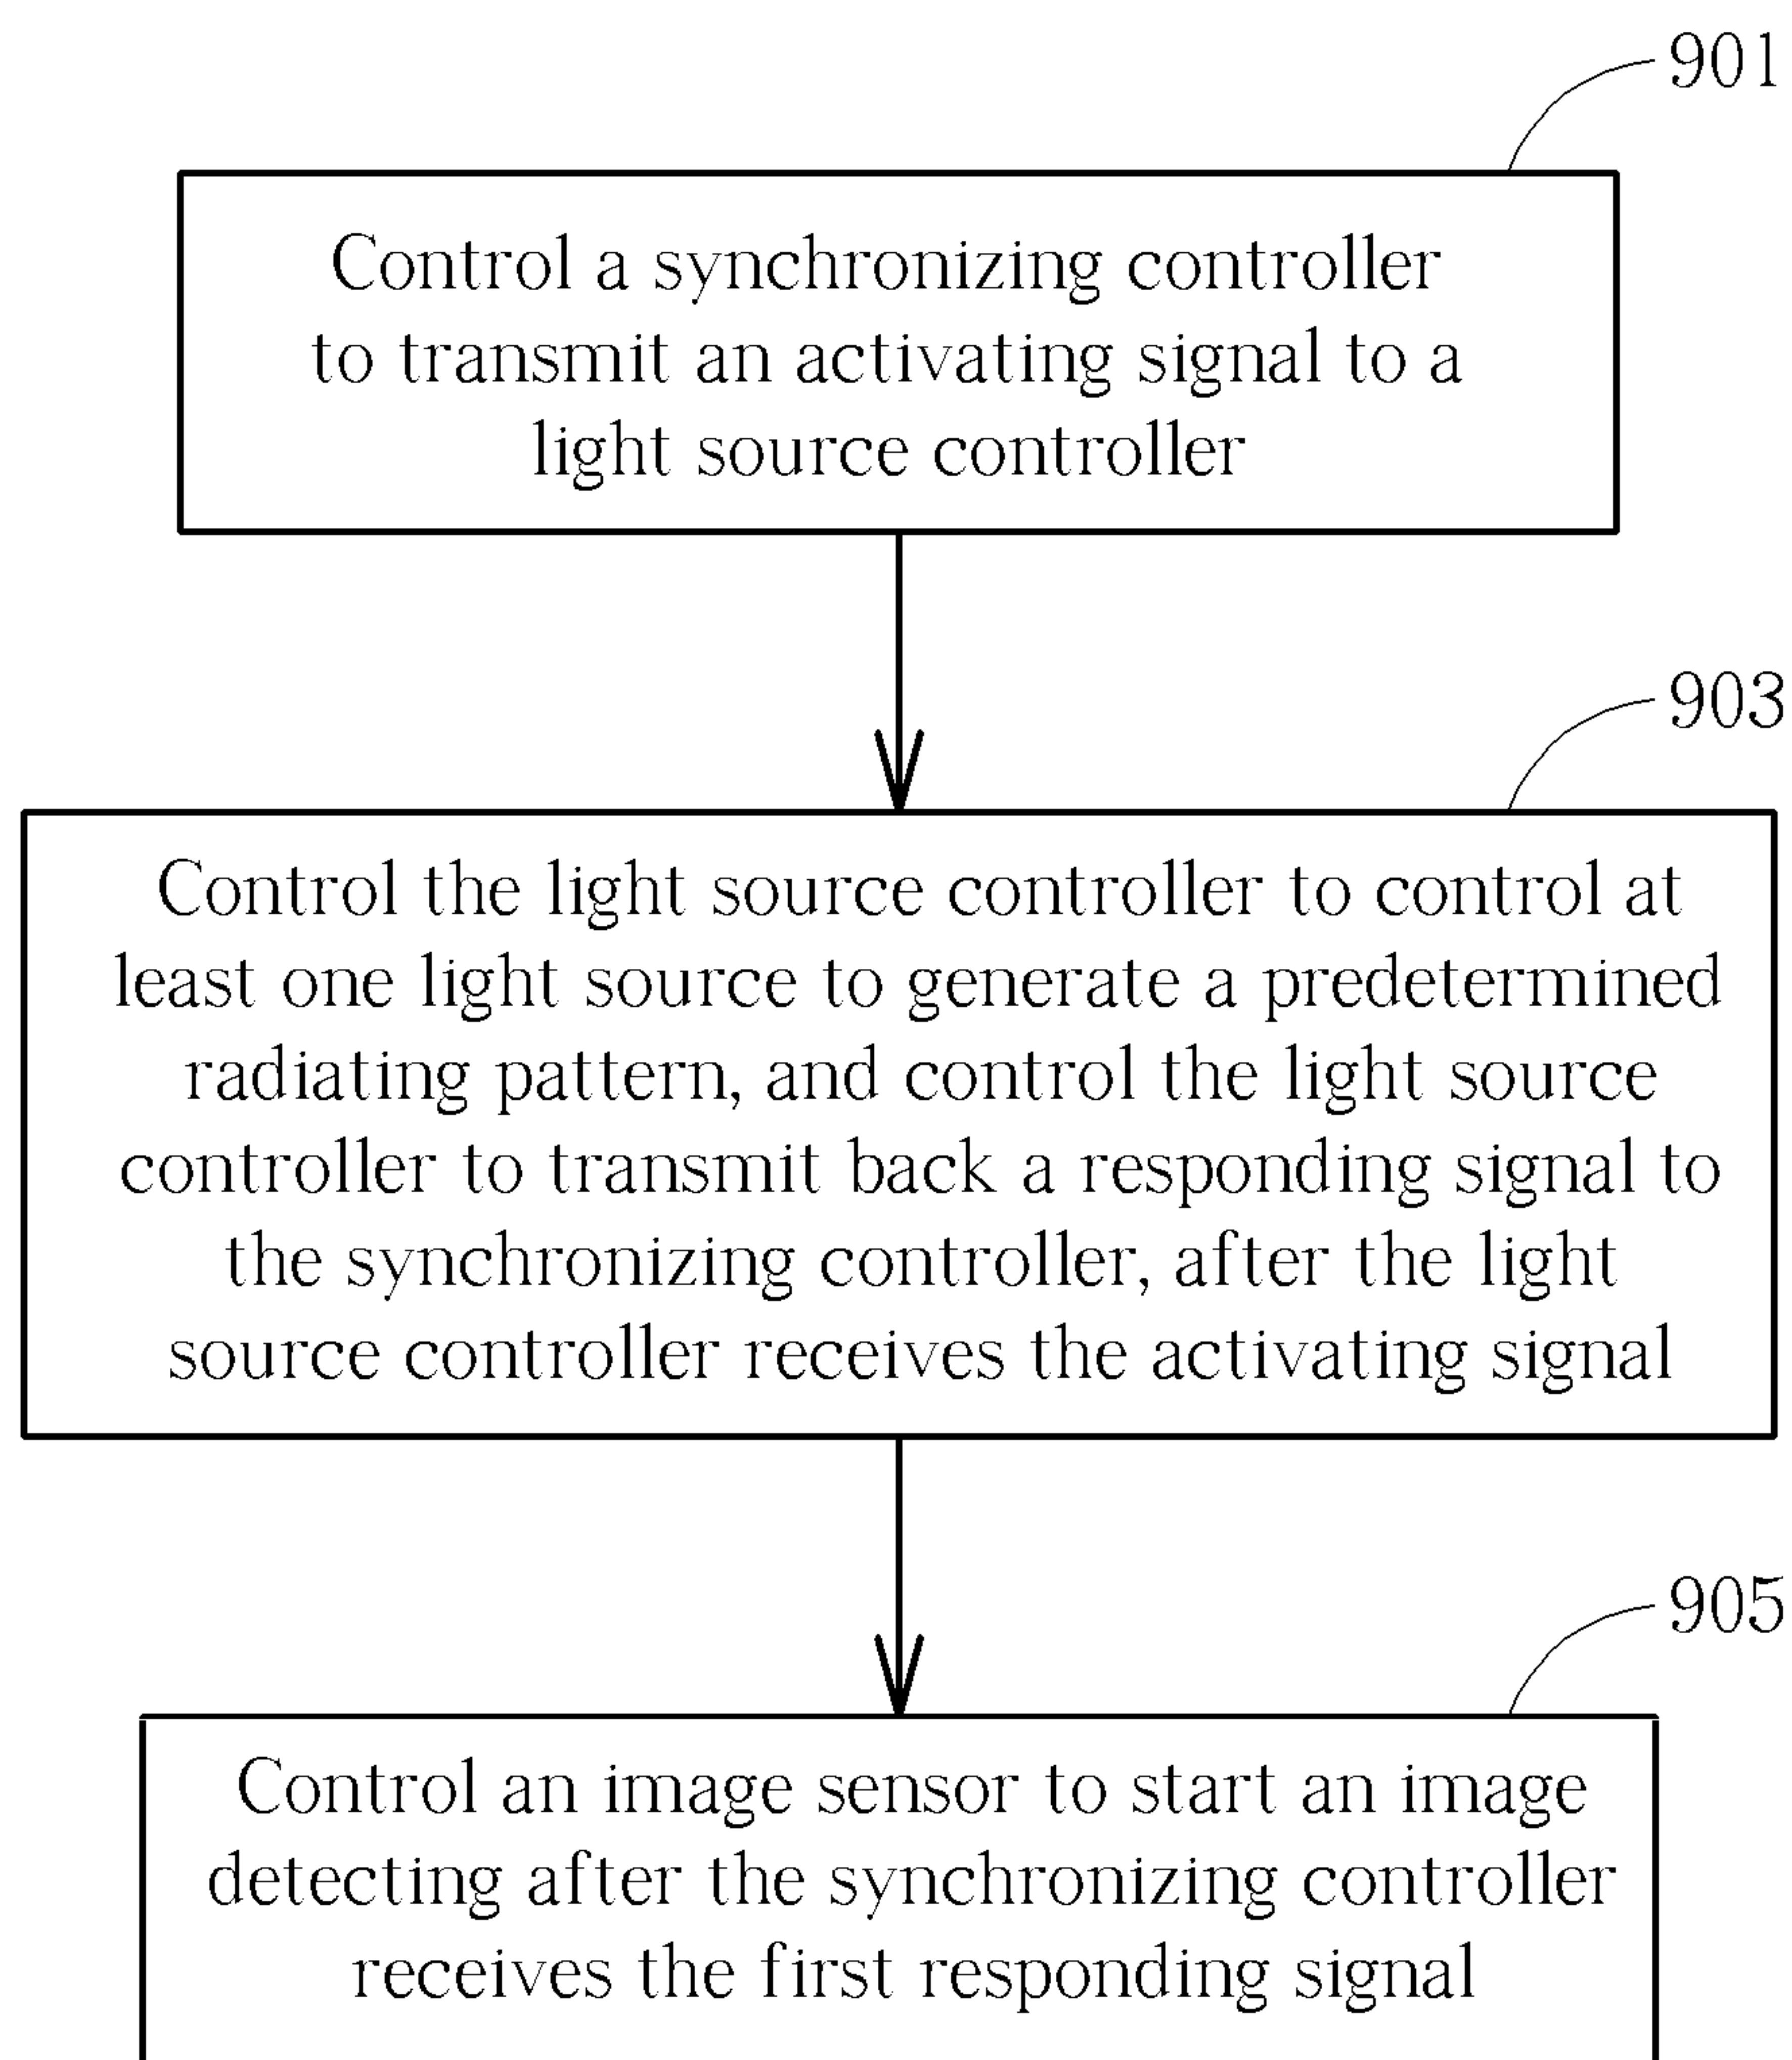 901
Control a synchronizing controller
to transmit an activating signal to a
light source controller
903
Control the light source controller to control at
least one light source to generate a predetermined
radiating pattern, and control the light source
controller to transmit back a responding signal to
the synchronizing controller, after the light
source controller receives the activating signal
905
Control an image sensor to start an image
detecting after the synchronizing controller
receives the first responding signal